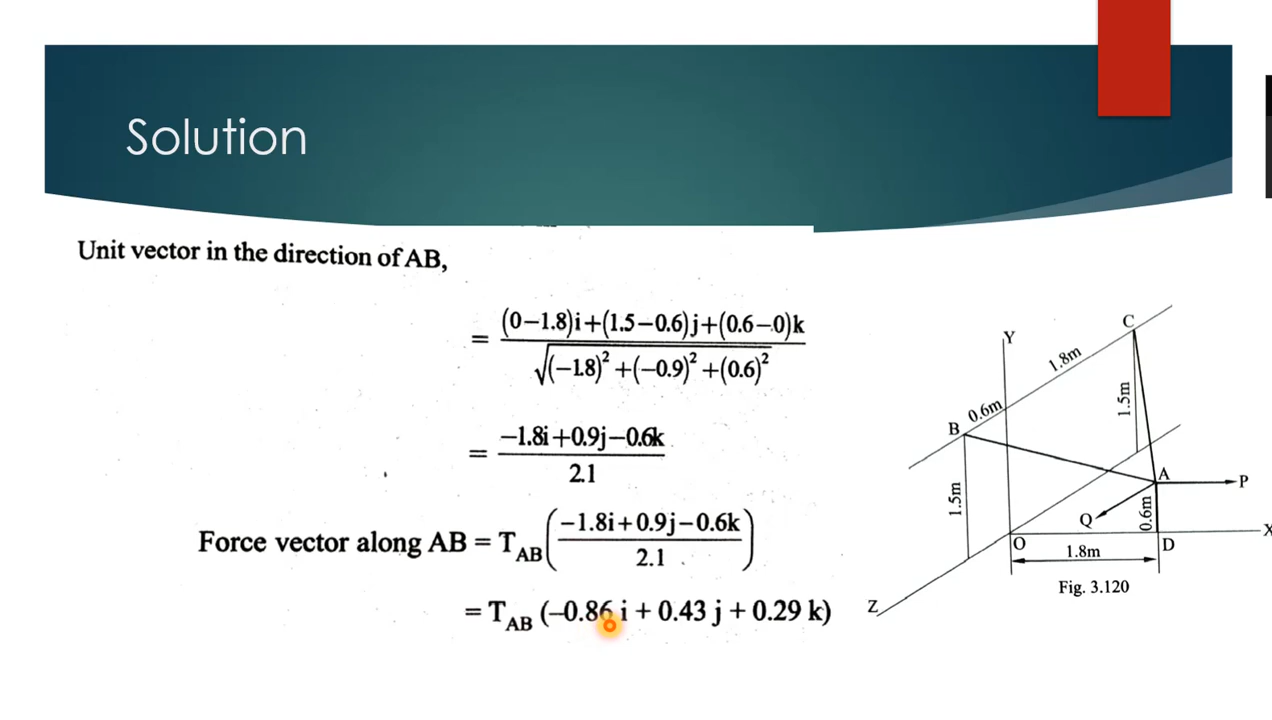 Solution
Unit vector in the direction of AB,
= (0−1.8)i+(1.5−0.6)j+(0.6−0)k / √(−1.8)² +(−0.9)² +(0.6)²
= −1.8i+0.9j−0.6k / 2.1
Force vector along AB = T_AB (−1.8i+0.9j−0.6k / 2.1)
= T_AB (−0.86 i + 0.43 j + 0.29 k)
C
Y
1.8m
0.6m
1.5m
B
A
P
1.5m
Q
0.6m
X
O
1.8m
D
Fig. 3.120
Z